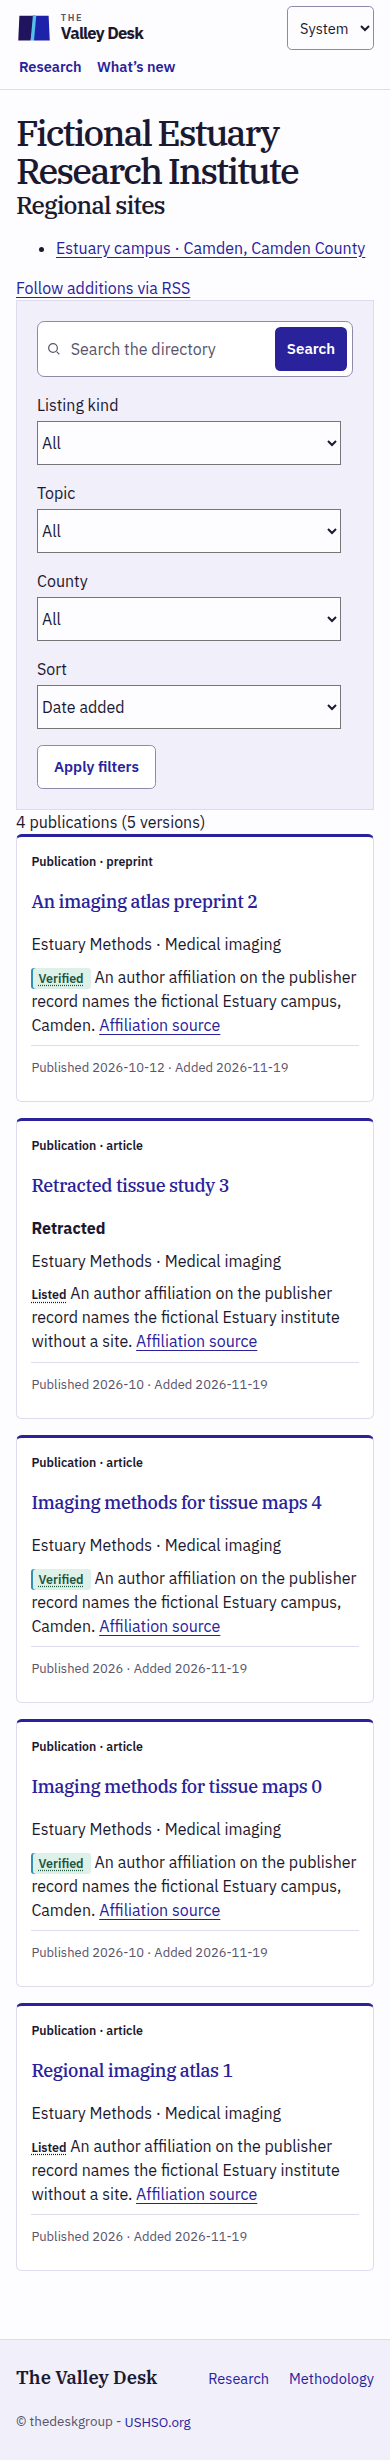 THE
Valley Desk
System
Research What's new
Fictional Estuary
Research Institute
Regional sites
Estuary campus · Camden, Camden County
Follow additions via RSS
Search the directory
Search
Listing kind
All
Topic
All
County
All
Sort
Date added
Apply filters
4 publications (5 versions)
Publication · preprint
An imaging atlas preprint 2
Estuary Methods · Medical imaging
Verified An author affiliation on the publisher
record names the fictional Estuary campus,
Camden. Affiliation source
Published 2026-10-12 · Added 2026-11-19
Publication · article
Retracted tissue study 3
Retracted
Estuary Methods · Medical imaging
Listed An author affiliation on the publisher
record names the fictional Estuary institute
without a site. Affiliation source
Published 2026-10 · Added 2026-11-19
Publication · article
Imaging methods for tissue maps 4
Estuary Methods · Medical imaging
Verified An author affiliation on the publisher
record names the fictional Estuary campus,
Camden. Affiliation source
Published 2026 · Added 2026-11-19
Publication · article
Imaging methods for tissue maps 0
Estuary Methods · Medical imaging
Verified An author affiliation on the publisher
record names the fictional Estuary campus,
Camden. Affiliation source
Published 2026-10 · Added 2026-11-19
Publication · article
Regional imaging atlas 1
Estuary Methods · Medical imaging
Listed An author affiliation on the publisher
record names the fictional Estuary institute
without a site. Affiliation source
Published 2026 · Added 2026-11-19
The Valley Desk
Research Methodology
© thedeskgroup - USHSO.org